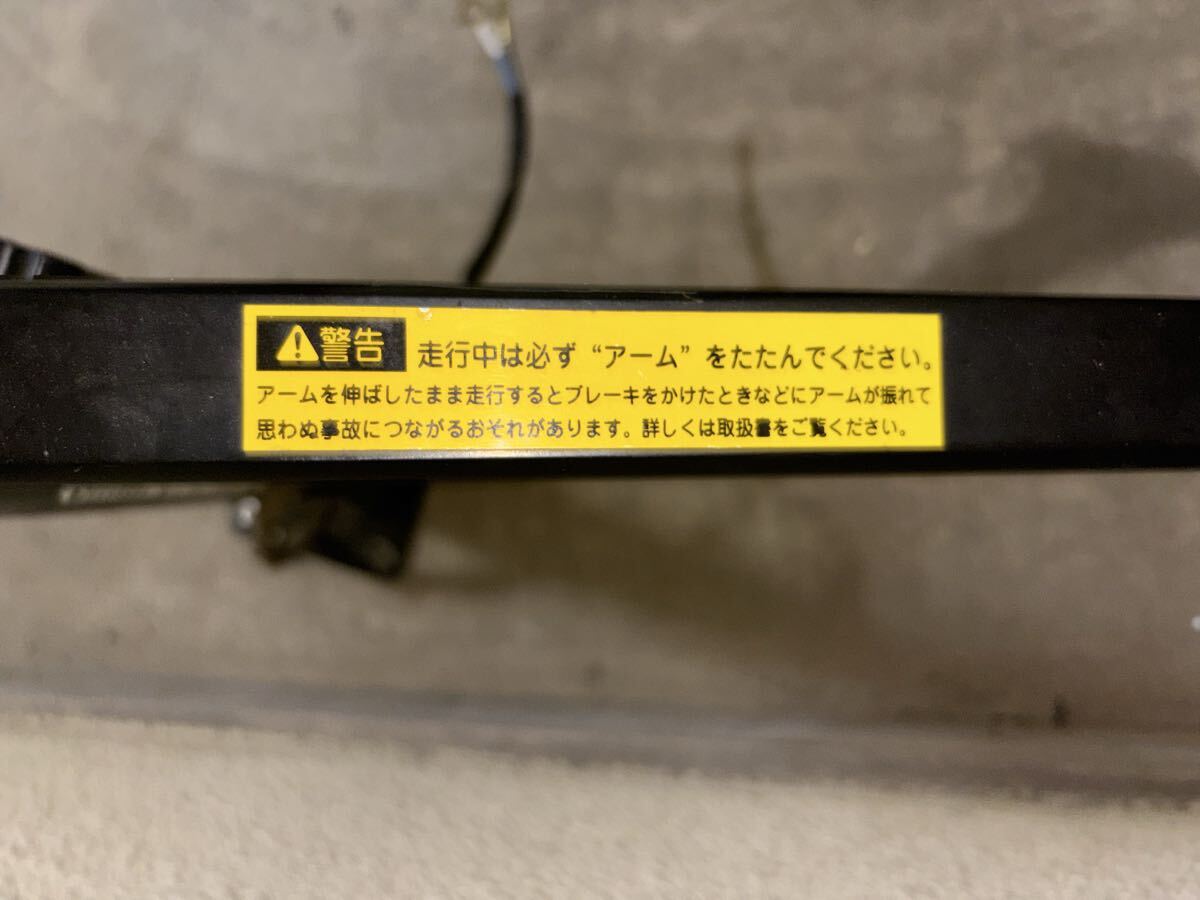 ⚠警告 走行中は必ず “アーム” をたたんでください。
アームを伸ばしたまま走行するとブレーキをかけたときなどにアームが振れて
思わぬ事故につながるおそれがあります。詳しくは取扱書をご覧ください。